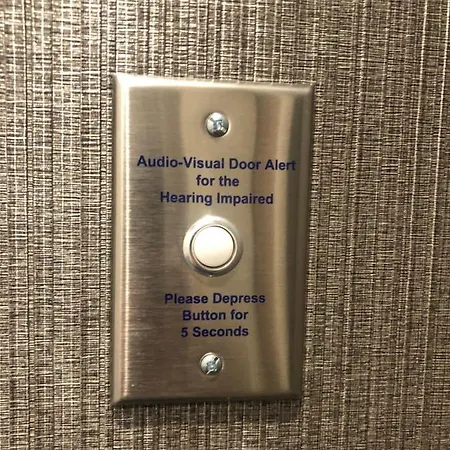 Audio-Visual Door Alert
for the
Hearing Impaired
Please Depress
Button for
5 Seconds